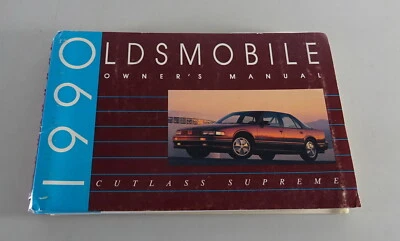 1990
OLDSMOBILE
OWNER'S MANUAL
CUTLASS SUPREME